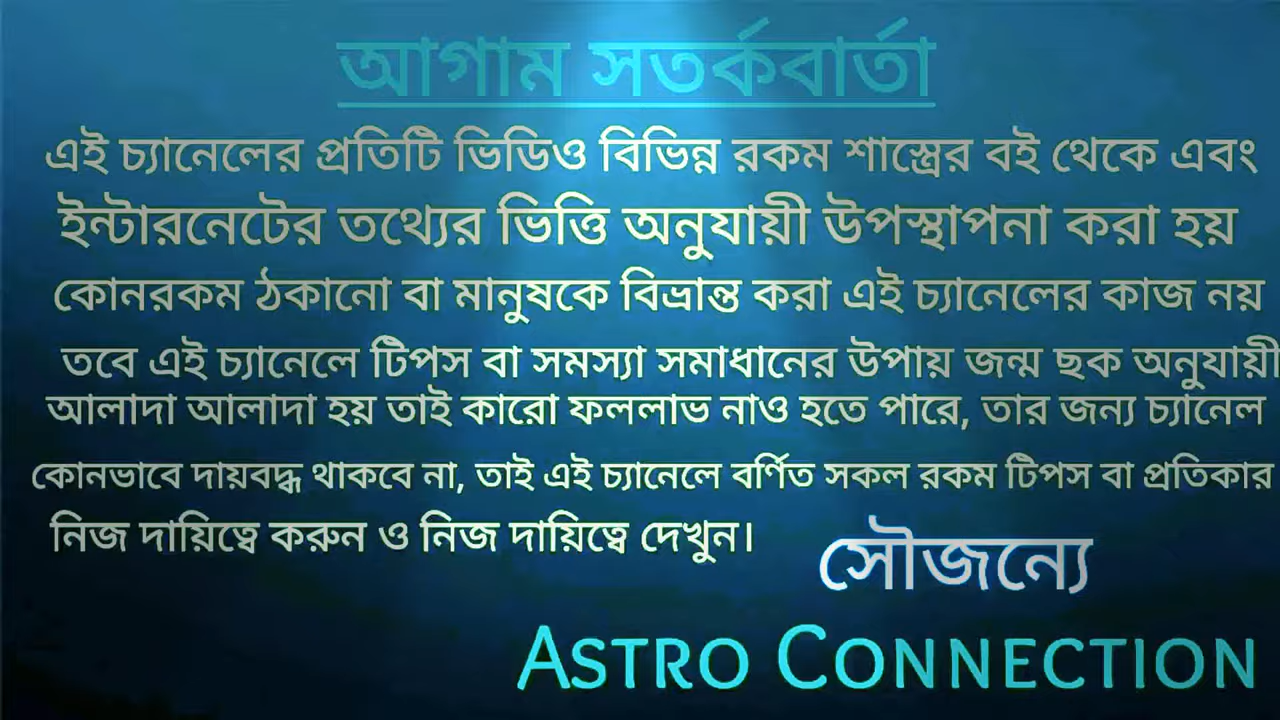 আগাম সতর্কবার্তা
এই চ্যানেলের প্রতিটি ভিডিও বিভিন্ন রকম শাস্ত্রের বই থেকে এবং
ইন্টারনেটের তথ্যের ভিত্তি অনুযায়ী উপস্থাপনা করা হয়
কোনরকম ঠকানো বা মানুষকে বিভ্রান্ত করা এই চ্যানেলের কাজ নয়
তবে এই চ্যানেলে টিপস বা সমস্যা সমাধানের উপায় জন্ম ছক অনুযায়ী
আলাদা আলাদা হয় তাই কারো ফললাভ নাও হতে পারে, তার জন্য চ্যানেল
কোনভাবে দায়বদ্ধ থাকবে না, তাই এই চ্যানেলে বর্ণিত সকল রকম টিপস বা প্রতিকার
নিজ দায়িত্বে করুন ও নিজ দায়িত্বে দেখুন।
সৌজন্যে
ASTRO CONNECTION